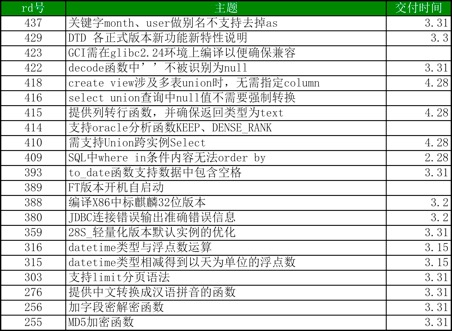 rd号 主题 交付时间
437 关键字month、user做别名不支持去掉as 3.31
429 DTD 各正式版本新功能新特性说明 3.3
423 GCI需在glibc2.24环境上编译以便确保兼容
422 decode函数中’’不被识别为null 3.31
418 create view涉及多表union时，无需指定column 4.28
416 select union查询中null值不需要强制转换
415 提供列转行函数，并确保返回类型为text 4.28
414 支持oracle分析函数KEEP、DENSE_RANK
410 需支持Union跨实例Select 4.28
409 SQL中where in条件内容无法order by 2.28
393 to_date函数支持数据中包含空格 3.31
389 FT版本开机自启动
388 编译X86中标麒麟32位版本 3.2
380 JDBC连接错误输出准确错误信息 3.2
359 28S_轻量化版本默认实例的优化 3.31
316 datetime类型与浮点数运算 3.15
315 datetime类型相减得到以天为单位的浮点数 3.15
303 支持limit分页语法 3.31
276 提供中文转换成汉语拼音的函数 3.31
256 加字段解密函数 3.31
255 MD5加密函数 3.31